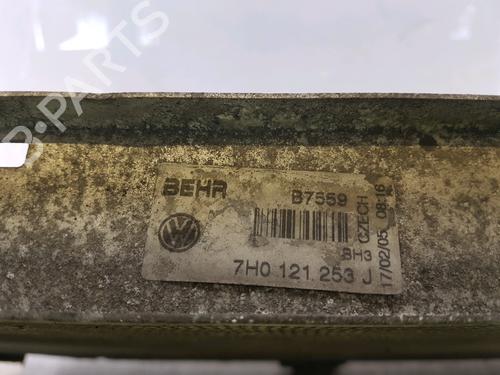 B-PARTS
BEHR B7559
BH3
CZECH
17/02/05 08:16
7H0 121 253 J